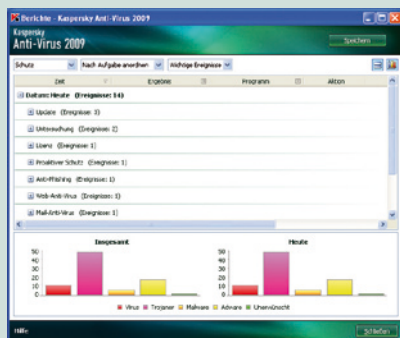 Berichte - Kaspersky Anti-Virus 2009
Kaspersky
Anti-Virus 2009
Speichern
Schutz Nach Aufgabe anordnen Wichtige Ereignisse
Zeit Ergebnis Programm Aktion
Datum: Heute (Ereignisse: 14)
Update (Ereignisse: 3)
Untersuchung (Ereignisse: 2)
Lizenz (Ereignisse: 1)
Proaktiver Schutz (Ereignisse: 1)
Anti-Phishing (Ereignisse: 1)
Web-Anti-Virus (Ereignisse: 1)
Mail-Anti-Virus (Ereignisse: 1)
Insgesamt Heute
50 50
40 40
30 30
20 20
10 10
0 0
Virus Trojaner Malware Adware Unerwünscht
Hilfe Schließen